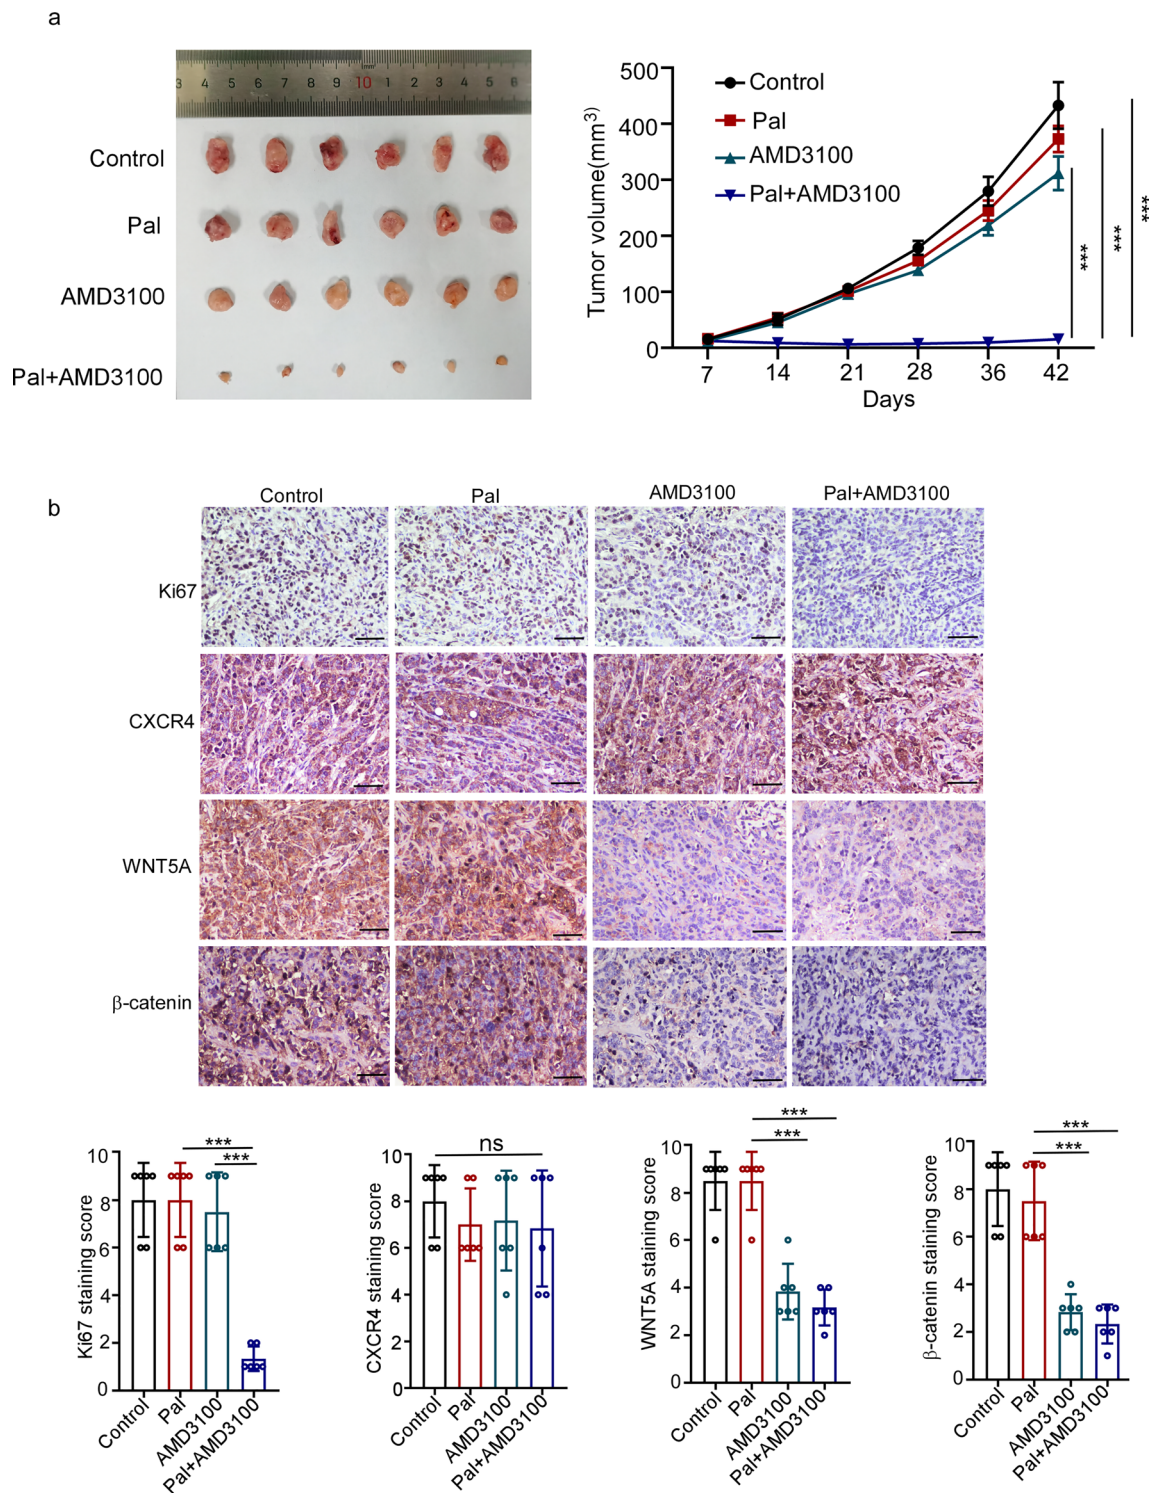 a
3 4 5 6 7 8 9 10 1 2 3 4 5 6
Control
Pal
AMD3100
Pal+AMD3100
Tumor volume(mm³)
500
400
300
200
100
0
7 14 21 28 36 42
Days
Control
Pal
AMD3100
Pal+AMD3100
***
***
***
b
Control Pal AMD3100 Pal+AMD3100
Ki67
CXCR4
WNT5A
β-catenin
Ki67 staining score
10
8
6
4
2
0
***
***
Control
Pal
AMD3100
Pal+AMD3100
CXCR4 staining score
10
8
6
4
2
0
ns
Control
Pal
AMD3100
Pal+AMD3100
WNT5A staining score
10
8
6
4
2
0
***
***
Control
Pal
AMD3100
Pal+AMD3100
β-catenin staining score
10
8
6
4
2
0
***
***
Control
Pal
AMD3100
Pal+AMD3100